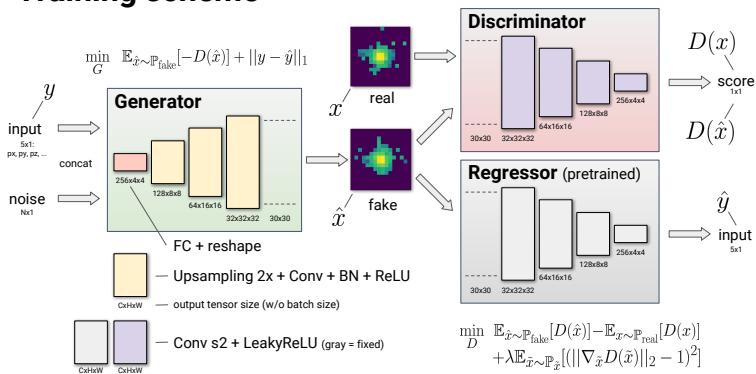 Training scheme
min_G 𝔼_{x̂∼ℙ_fake}[−D(x̂)] + ||y − ŷ||_1
y
input
5x1:
px, py, pz, ...
concat
noise
Nx1
Generator
256x4x4
128x8x8
64x16x16
32x32x32
30x30
FC + reshape
CxHxW
Upsampling 2x + Conv + BN + ReLU
output tensor size (w/o batch size)
CxHxW
CxHxW
Conv s2 + LeakyReLU (gray = fixed)
x
real
x̂
fake
Discriminator
30x30
32x32x32
64x16x16
128x8x8
256x4x4
D(x)
score
1x1
D(x̂)
Regressor (pretrained)
30x30
32x32x32
64x16x16
128x8x8
256x4x4
ŷ
input
5x1
min_D 𝔼_{x̂∼ℙ_fake}[D(x̂)]−𝔼_{x∼ℙ_real}[D(x)]
+λ𝔼_{x̃∼ℙ_x̃}[(||∇_x̃ D(x̃)||_2 − 1)^2]